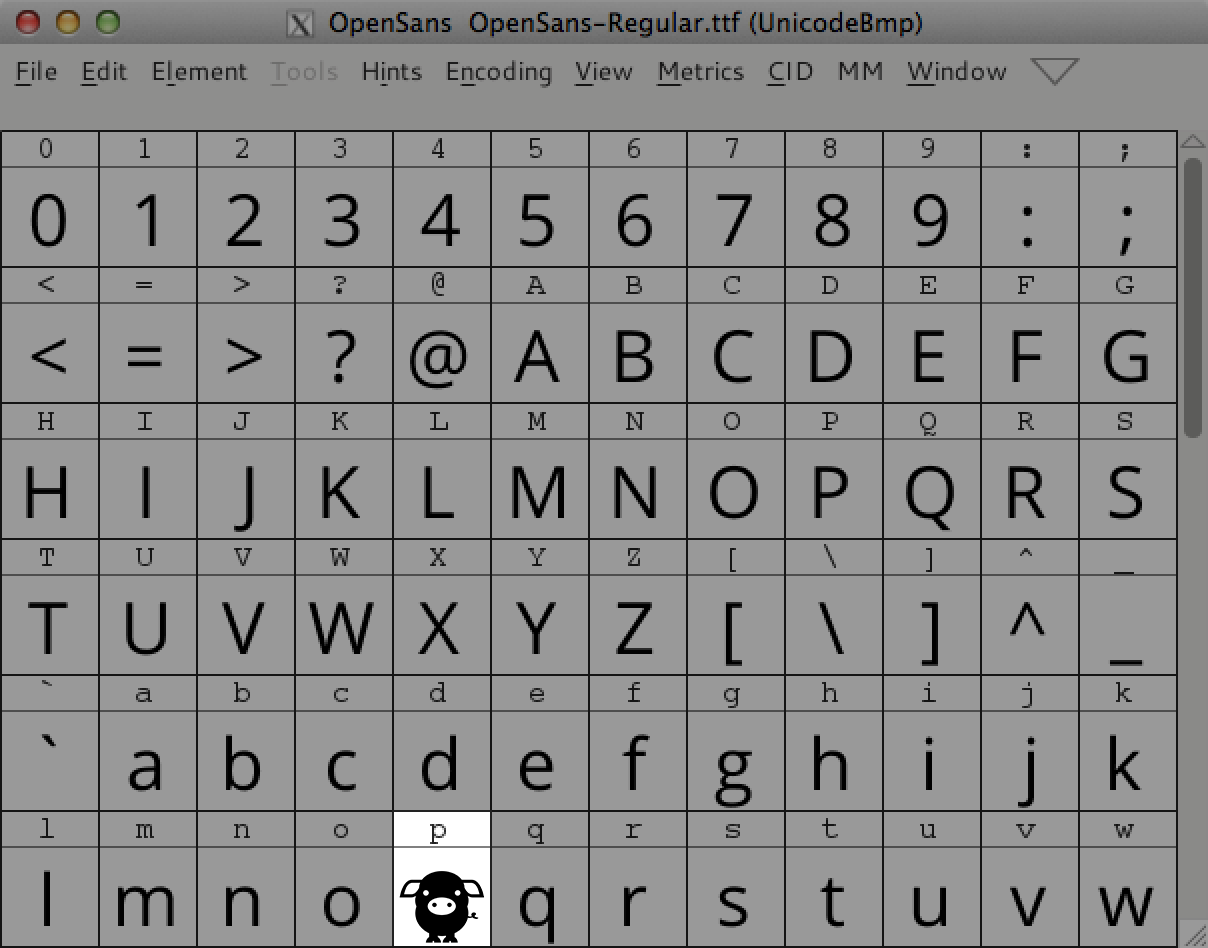 OpenSans OpenSans-Regular.ttf (UnicodeBmp)
File Edit Element Tools Hints Encoding View Metrics CID MM Window
0 1 2 3 4 5 6 7 8 9 : ;
0 1 2 3 4 5 6 7 8 9 : ;
< = > ? @ A B C D E F G
< = > ? @ A B C D E F G
H I J K L M N O P Q R S
H I J K L M N O P Q R S
T U V W X Y Z [ \ ] ^ _
T U V W X Y Z [ \ ] ^ _
` a b c d e f g h i j k
` a b c d e f g h i j k
l m n o p q r s t u v w
l m n o q r s t u v w